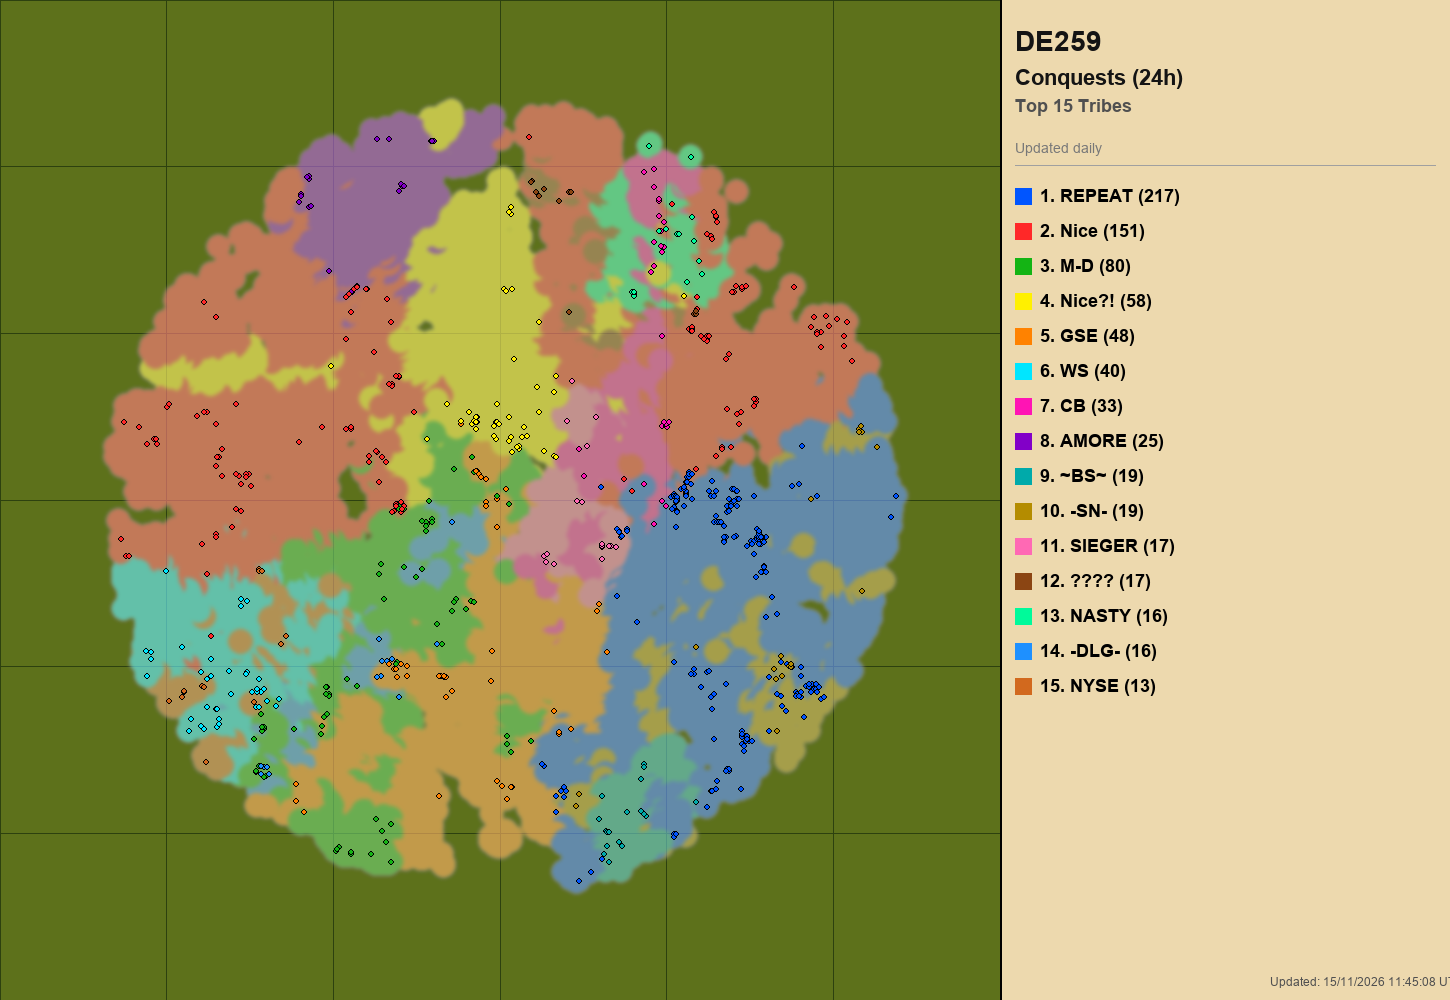 DE259
Conquests (24h)
Top 15 Tribes
Updated daily
1. REPEAT (217)
2. Nice (151)
3. M-D (80)
4. Nice?! (58)
5. GSE (48)
6. WS (40)
7. CB (33)
8. AMORE (25)
9. ~BS~ (19)
10. -SN- (19)
11. SIEGER (17)
12. ???? (17)
13. NASTY (16)
14. -DLG- (16)
15. NYSE (13)
Updated: 15/11/2026 11:45:08 U